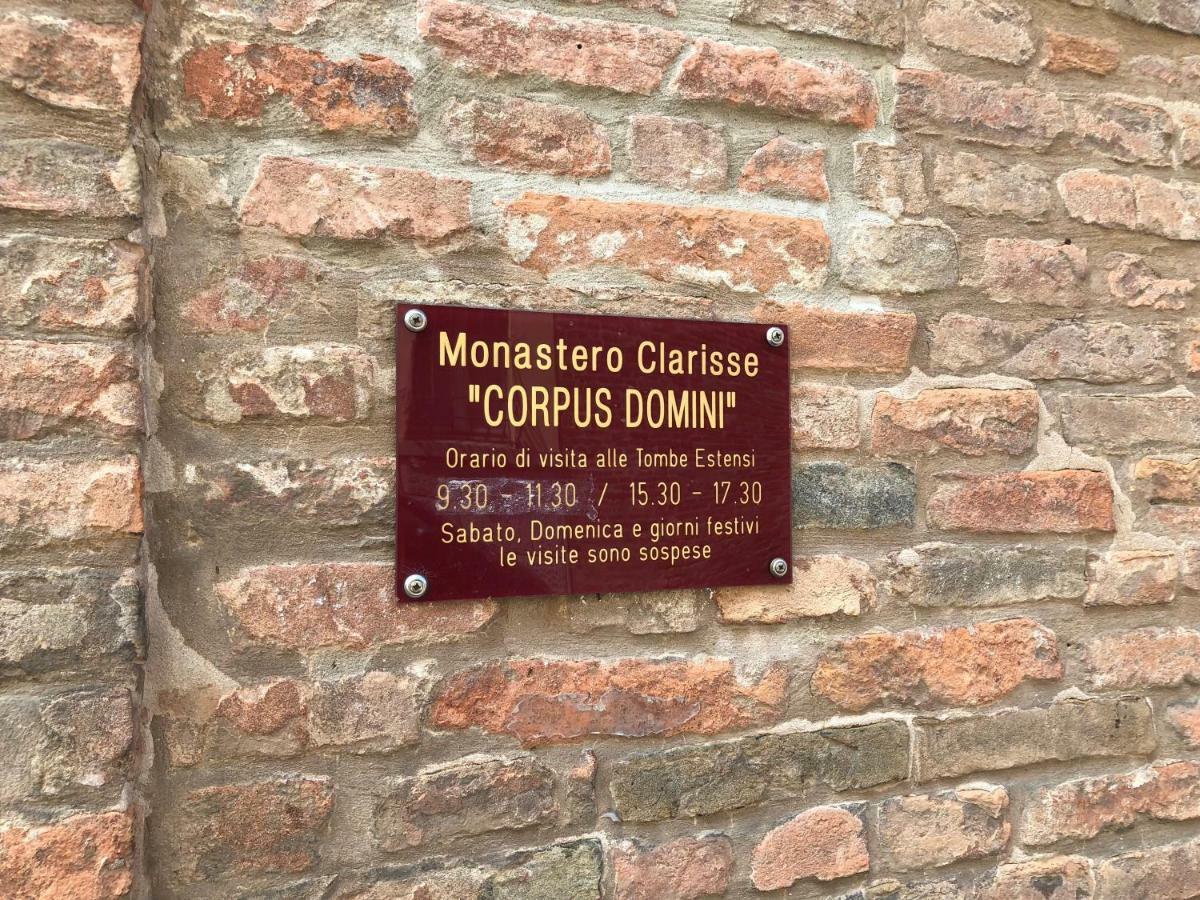 Monastero Clarisse
"CORPUS DOMINI"
Orario di visita alle Tombe Estensi
9.30 - 11.30 / 15.30 - 17.30
Sabato, Domenica e giorni festivi
le visite sono sospese